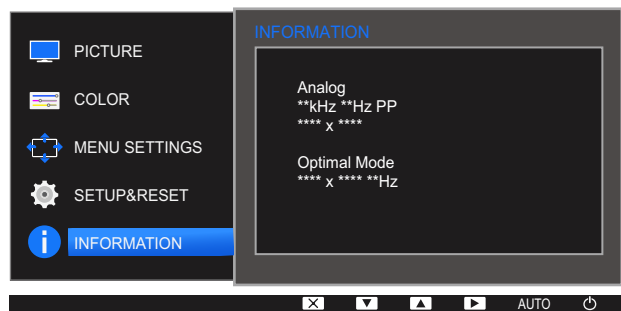 PICTURE
COLOR
MENU SETTINGS
SETUP&RESET
INFORMATION
INFORMATION
Analog
**kHz **Hz PP
**** x ****
Optimal Mode
**** x **** **Hz
AUTO